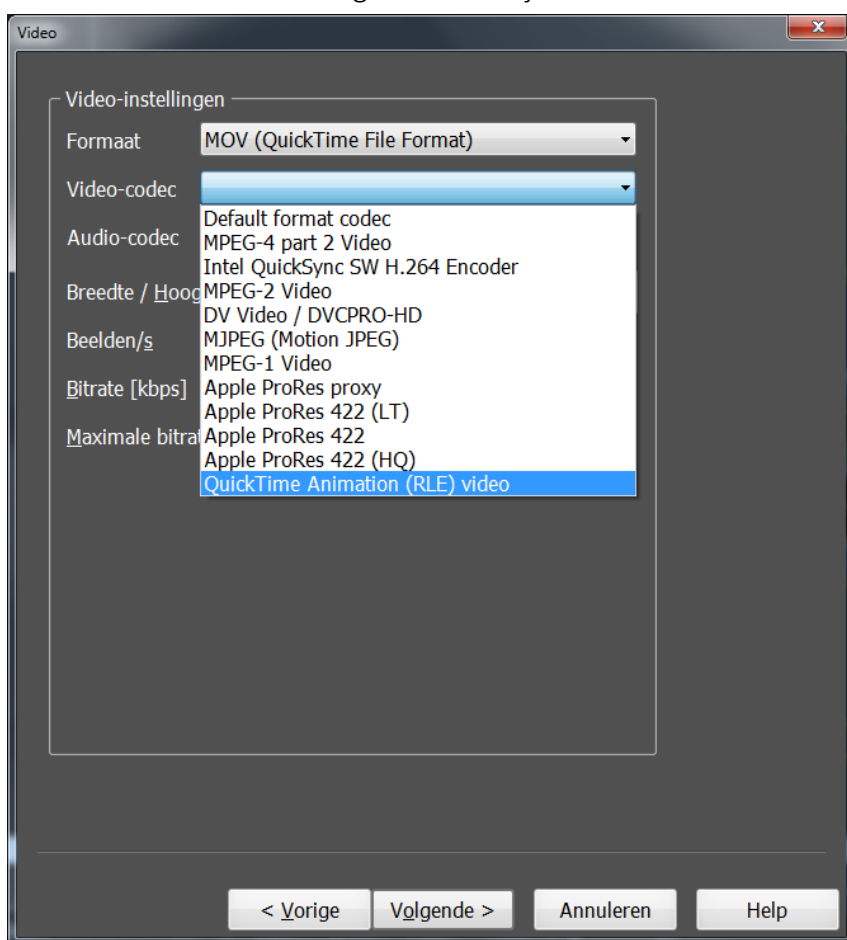 Video
Video-instellingen
Formaat MOV (QuickTime File Format)
Video-codec
Default format codec
Audio-codec
MPEG-4 part 2 Video
Intel QuickSync SW H.264 Encoder
Breedte / Hoog
MPEG-2 Video
DV Video / DVCPRO-HD
Beelden/s
MJPEG (Motion JPEG)
MPEG-1 Video
Bitrate [kbps]
Apple ProRes proxy
Apple ProRes 422 (LT)
Maximale bitrat
Apple ProRes 422
Apple ProRes 422 (HQ)
QuickTime Animation (RLE) video
< Vorige Volgende > Annuleren Help